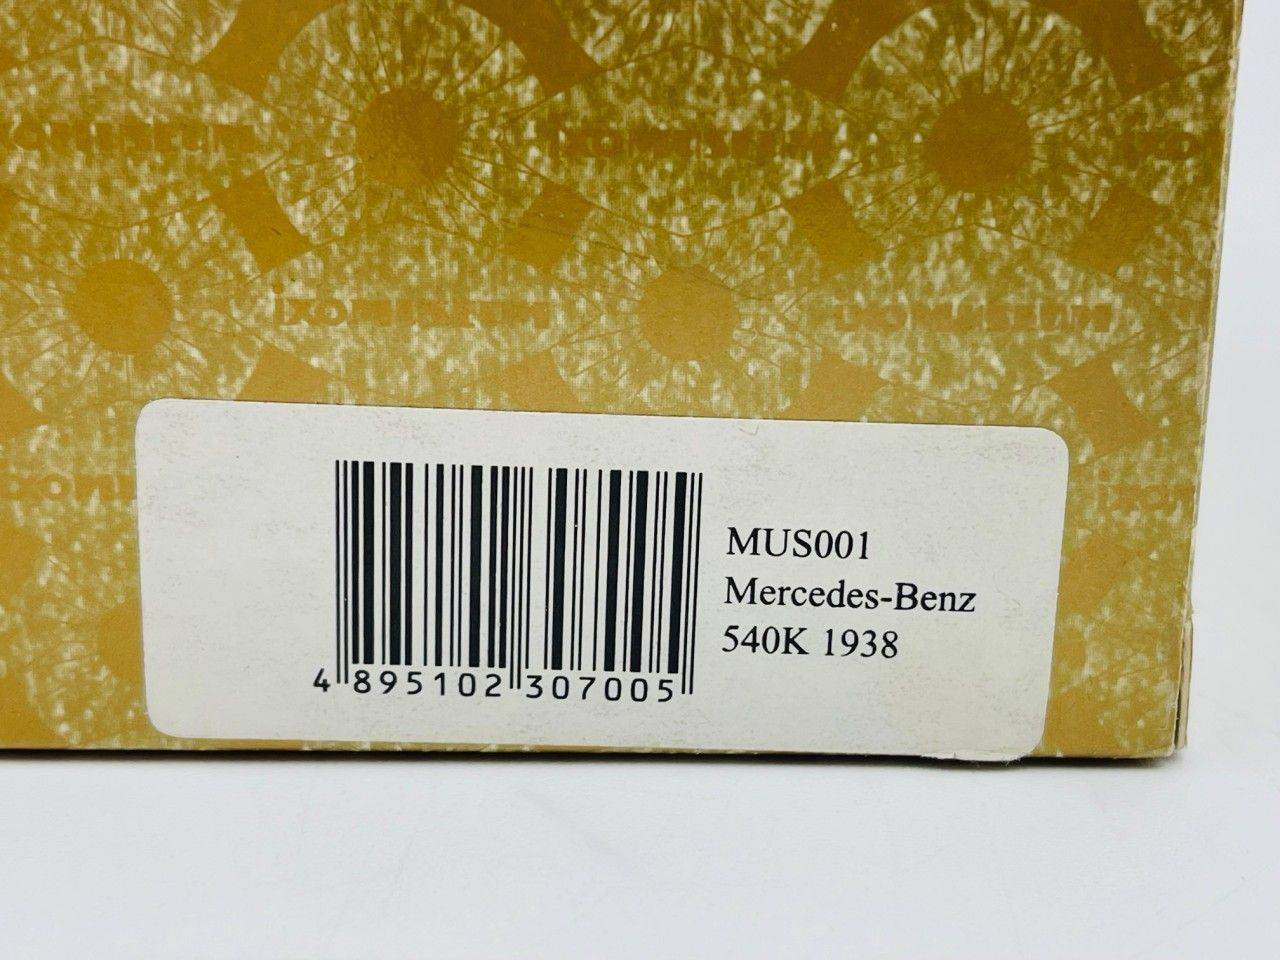 MUS001
Mercedes-Benz
540K 1938
4 895102 307005